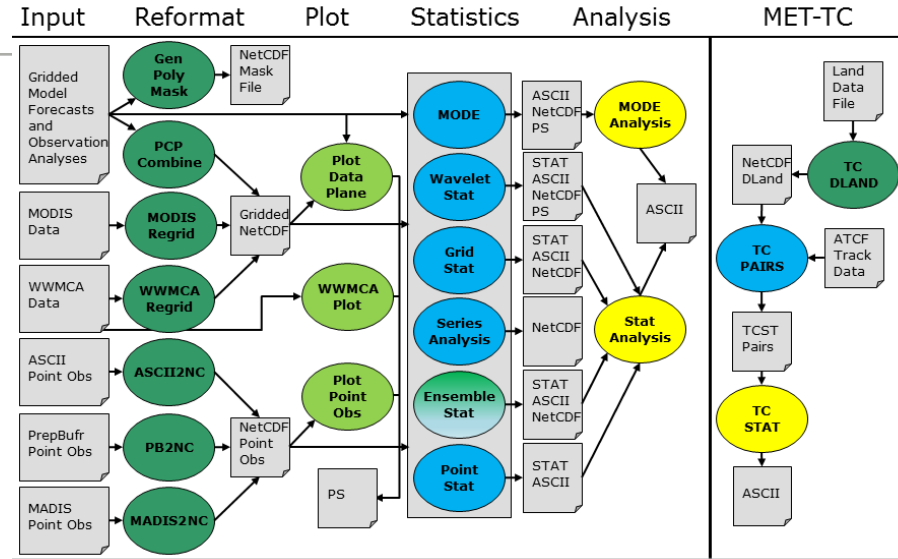 Input
Reformat
Plot
Statistics
Analysis
MET-TC
Gridded
Model
Forecasts
and
Observation
Analyses
MODIS
Data
WWMCA
Data
ASCII
Point Obs
PrepBufr
Point Obs
MADIS
Point Obs
Gen
Poly
Mask
PCP
Combine
MODIS
Regrid
WWMCA
Regrid
ASCII2NC
PB2NC
MADIS2NC
NetCDF
Mask
File
Gridded
NetCDF
NetCDF
Point
Obs
Plot
Data
Plane
WWMCA
Plot
Plot
Point
Obs
PS
MODE
Wavelet
Stat
Grid
Stat
Series
Analysis
Ensemble
Stat
Point
Stat
ASCII
NetCDF
PS
STAT
ASCII
NetCDF
PS
STAT
ASCII
NetCDF
NetCDF
STAT
ASCII
NetCDF
STAT
ASCII
MODE
Analysis
ASCII
Stat
Analysis
Land
Data
File
NetCDF
DLand
TC
DLAND
TC
PAIRS
ATCF
Track
Data
TCST
Pairs
TC
STAT
ASCII